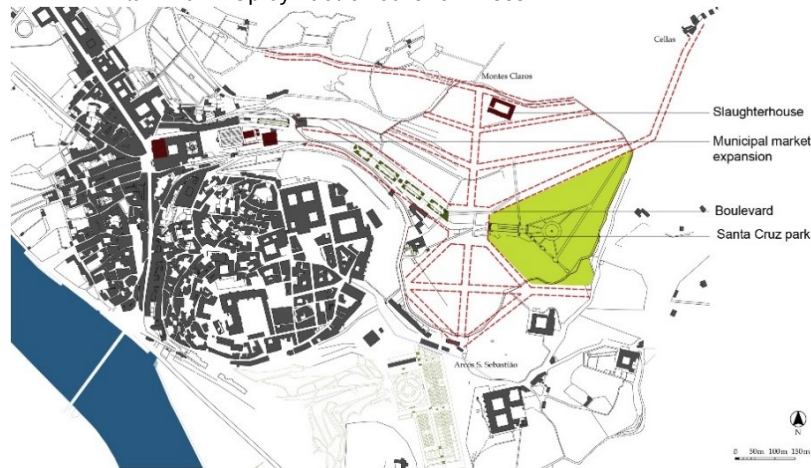 Cellas
Montes Claros
Slaughterhouse
Municipal market
expansion
Boulevard
Santa Cruz park
Arcos S. Sebastião
N
0 50m 100m 150m